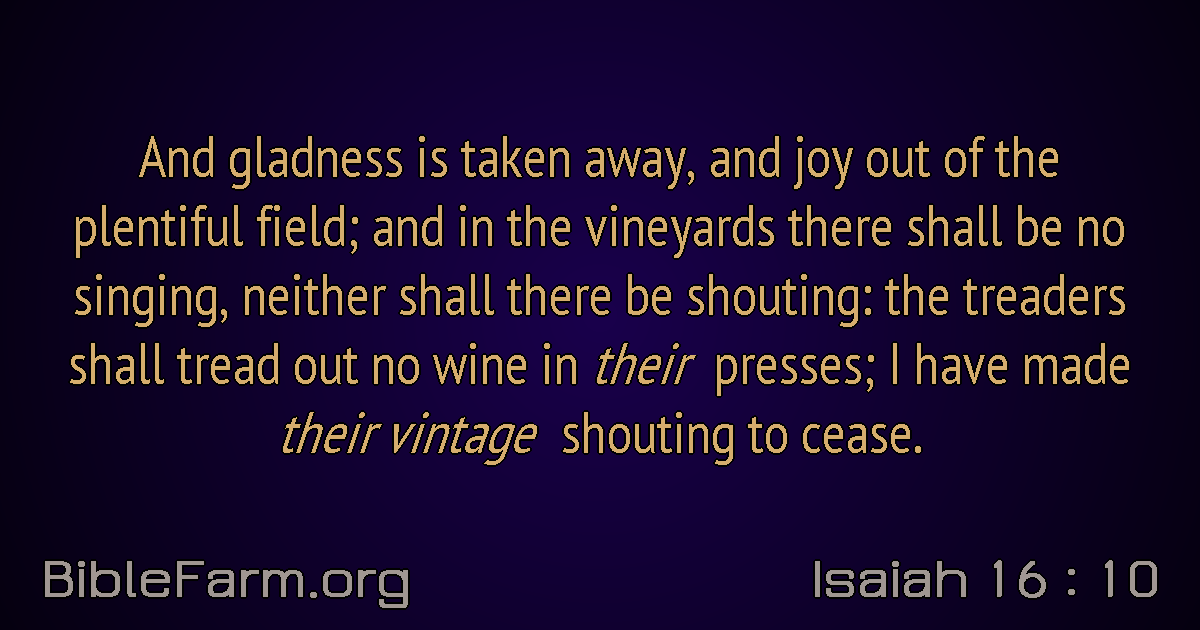 And gladness is taken away, and joy out of the
plentiful field; and in the vineyards there shall be no
singing, neither shall there be shouting: the treaders
shall tread out no wine in their presses; I have made
their vintage shouting to cease.
BibleFarm.org
Isaiah 16 : 10